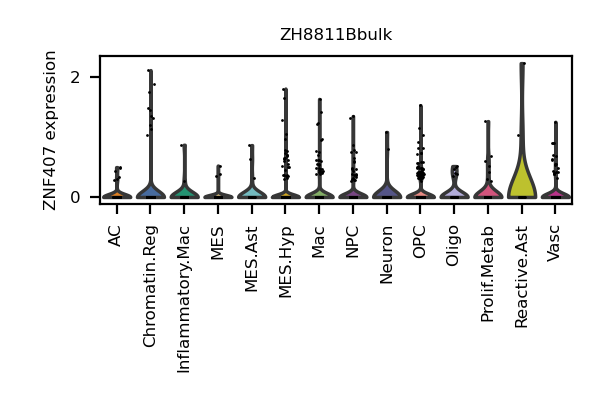 ZH8811Bbulk
ZNF407 expression
2
0
AC
Chromatin.Reg
Inflammatory.Mac
MES
MES.Ast
MES.Hyp
Mac
NPC
Neuron
OPC
Oligo
Prolif.Metab
Reactive.Ast
Vasc